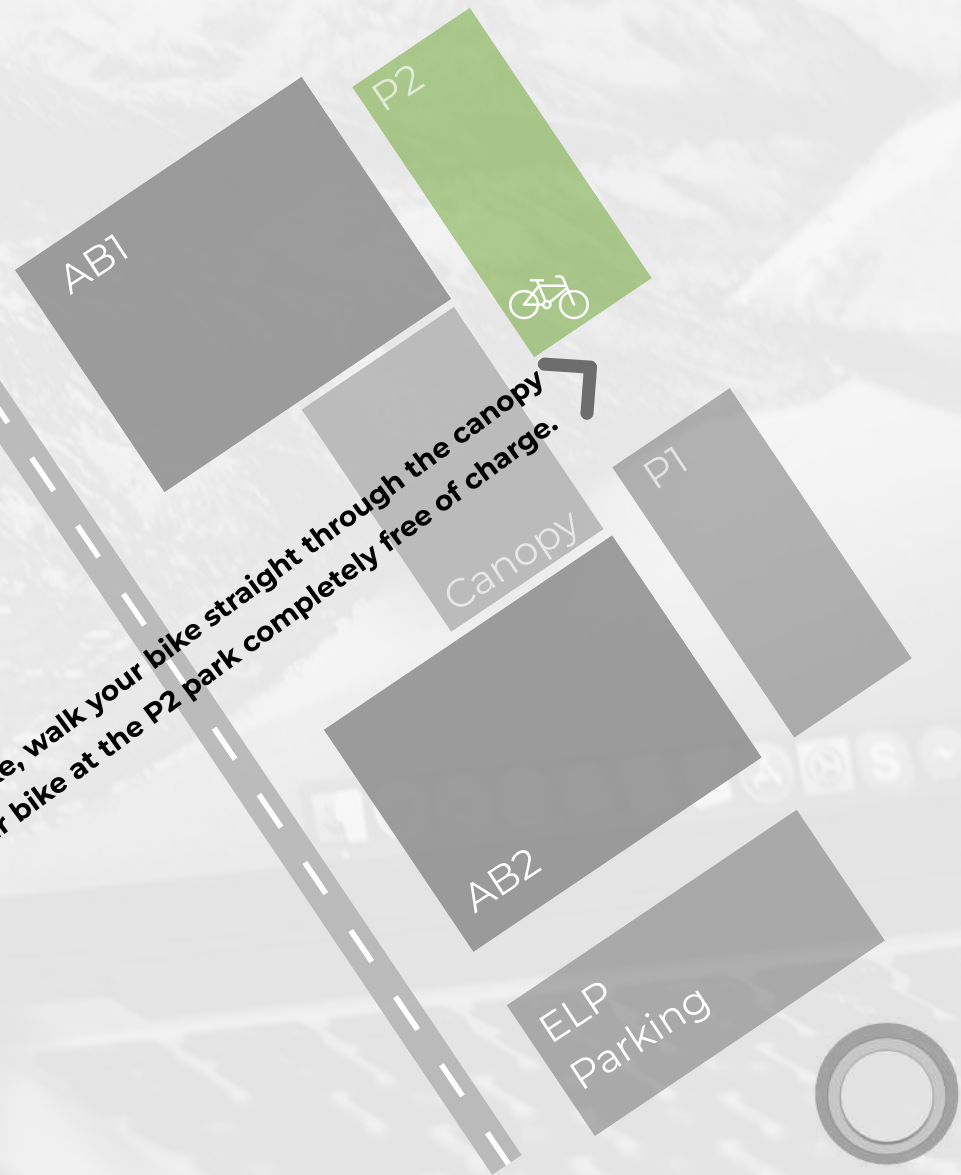 P2
AB1
walk your bike straight through the canopy
bike at the P2 park completely free of charge.
P1
Canopy
AB2
ELP
Parking